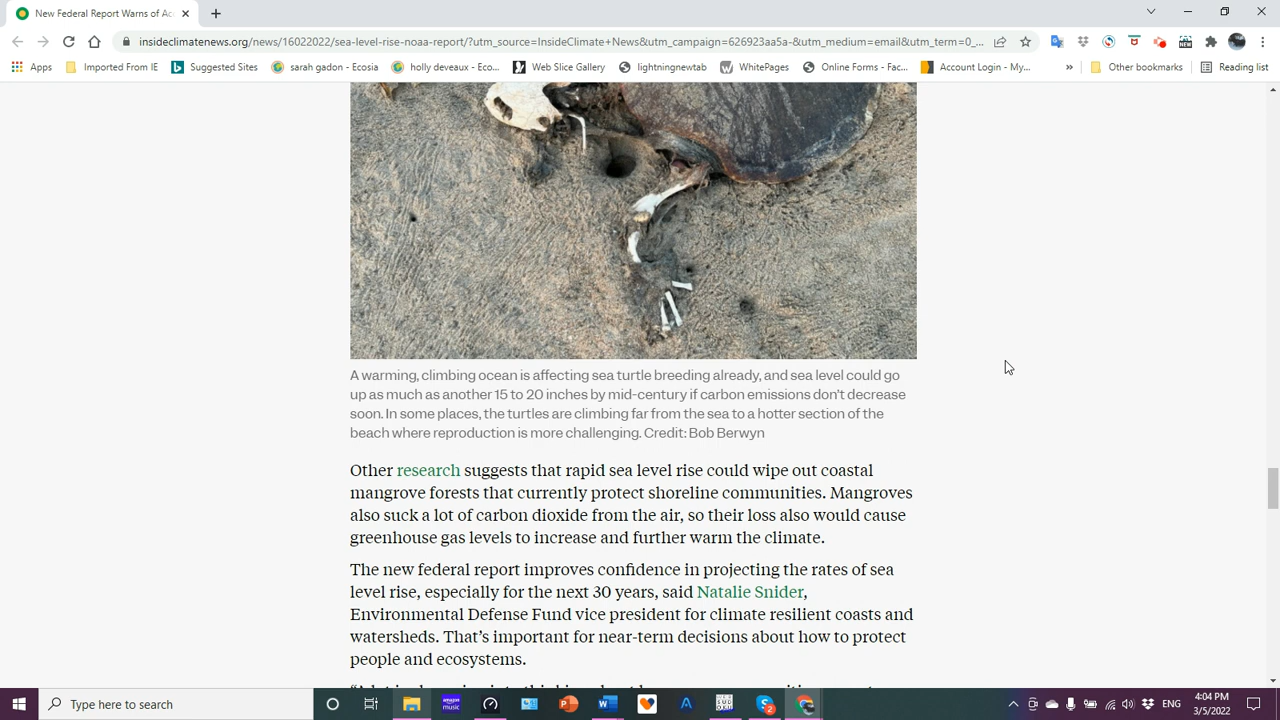 New Federal Report Warns of Acc
insideclimatenews.org/news/16022022/sea-level-rise-noaa-report/?utm_source=InsideClimate+News&utm_campaign=626923aa5a-8&utm_medium=email&utm_term=0_...
Apps Imported From IE Suggested Sites sarah gadon - Ecosia holly deveaux - Eco... Web Slice Gallery lightningnewtab WhitePages Online Forms - Fac... Account Login - My... » Other bookmarks Reading list
A warming, climbing ocean is affecting sea turtle breeding already, and sea level could go
up as much as another 15 to 20 inches by mid-century if carbon emissions don't decrease
soon. In some places, the turtles are climbing far from the sea to a hotter section of the
beach where reproduction is more challenging. Credit: Bob Berwyn
Other research suggests that rapid sea level rise could wipe out coastal
mangrove forests that currently protect shoreline communities. Mangroves
also suck a lot of carbon dioxide from the air, so their loss also would cause
greenhouse gas levels to increase and further warm the climate.
The new federal report improves confidence in projecting the rates of sea
level rise, especially for the next 30 years, said Natalie Snider,
Environmental Defense Fund vice president for climate resilient coasts and
watersheds. That's important for near-term decisions about how to protect
people and ecosystems.
Type here to search
ENG
4:04 PM
3/5/2022